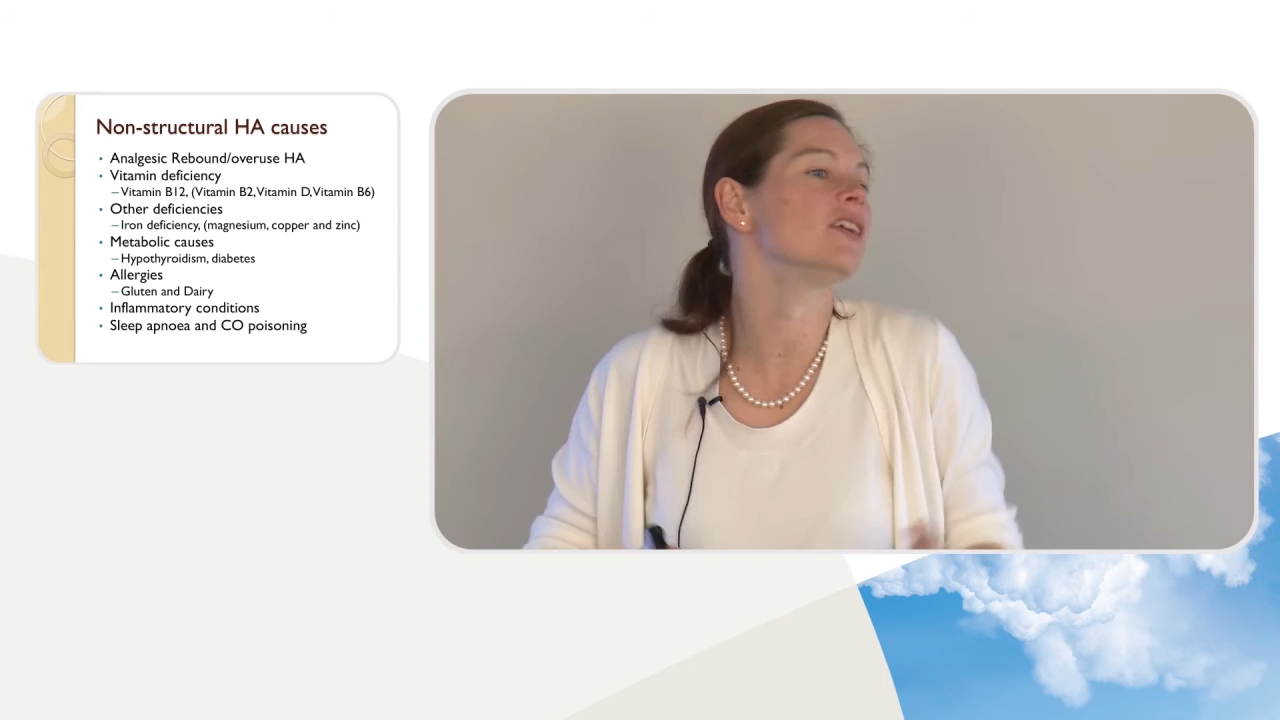 Non-structural HA causes
• Analgesic Rebound/overuse HA
• Vitamin deficiency
– Vitamin B12, (Vitamin B2, Vitamin D, Vitamin B6)
• Other deficiencies
– Iron deficiency, (magnesium, copper and zinc)
• Metabolic causes
– Hypothyroidism, diabetes
• Allergies
– Gluten and Dairy
• Inflammatory conditions
• Sleep apnoea and CO poisoning